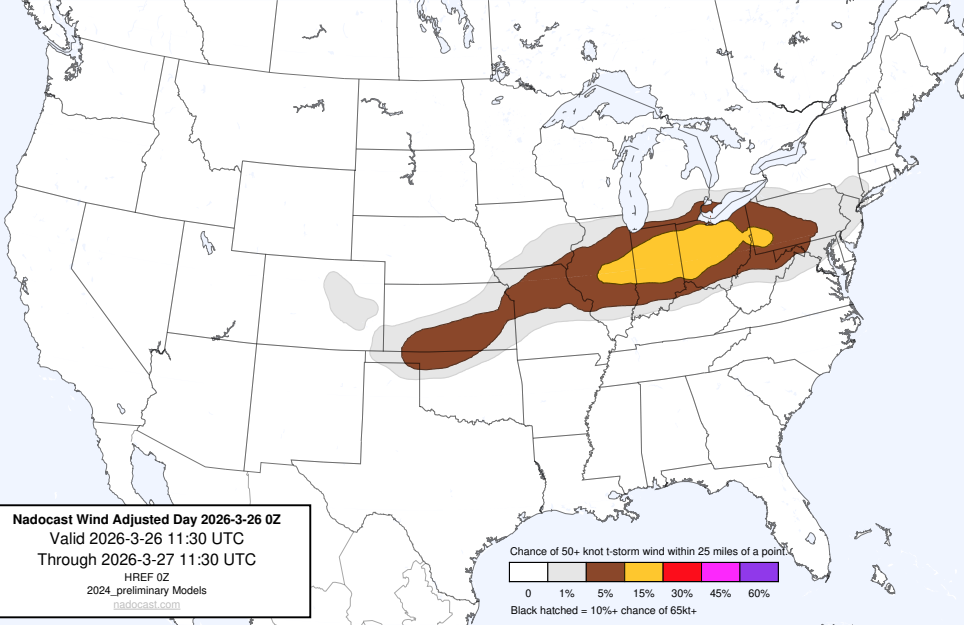 Nadocast Wind Adjusted Day 2026-3-26 0Z
Valid 2026-3-26 11:30 UTC
Through 2026-3-27 11:30 UTC
HREF 0Z
2024_preliminary Models
nadocast.com
Chance of 50+ knot t-storm wind within 25 miles of a point.
0 1% 5% 15% 30% 45% 60%
Black hatched = 10%+ chance of 65kt+